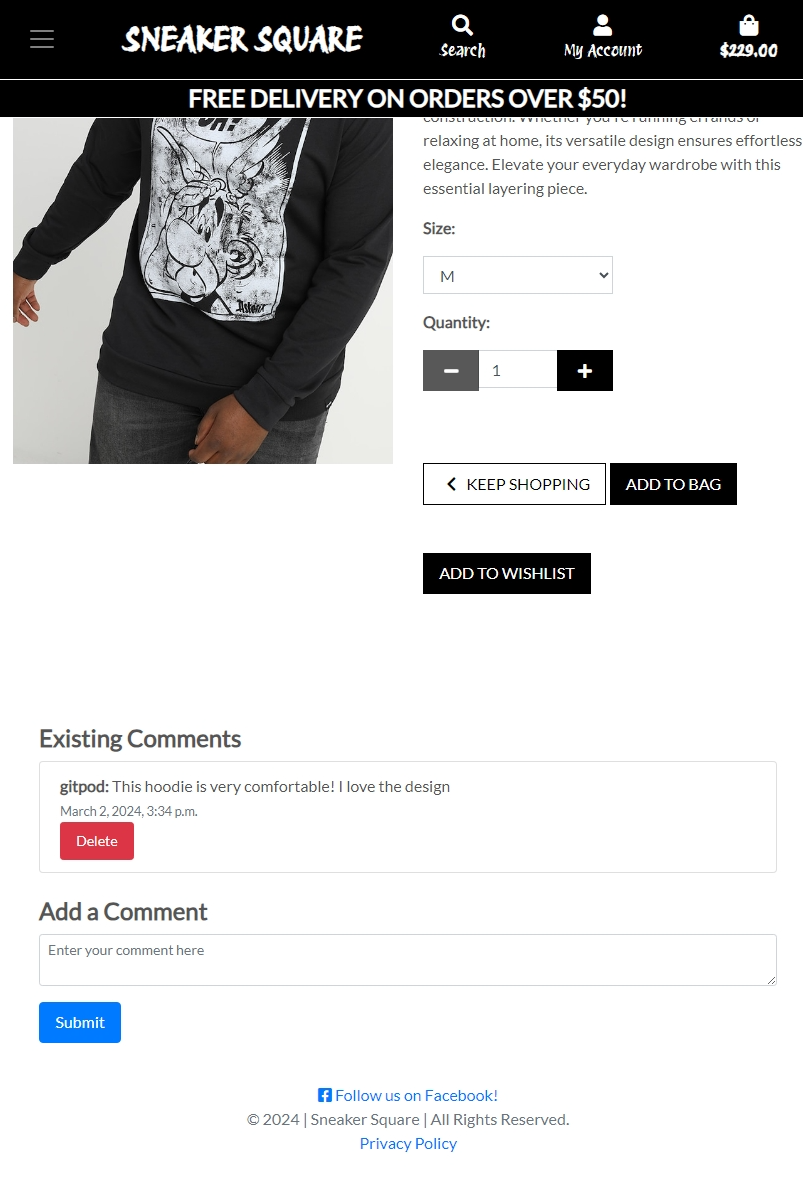 SNEAKER SQUARE
Search
My Account
$229.00
FREE DELIVERY ON ORDERS OVER $50!
construction. Whether you're running errands or
relaxing at home, its versatile design ensures effortless
elegance. Elevate your everyday wardrobe with this
essential layering piece.
Size:
M
Quantity:
1
KEEP SHOPPING
ADD TO BAG
ADD TO WISHLIST
Asterix
Existing Comments
gitpod: This hoodie is very comfortable! I love the design
March 2, 2024, 3:34 p.m.
Delete
Add a Comment
Enter your comment here
Submit
Follow us on Facebook!
© 2024 | Sneaker Square | All Rights Reserved.
Privacy Policy